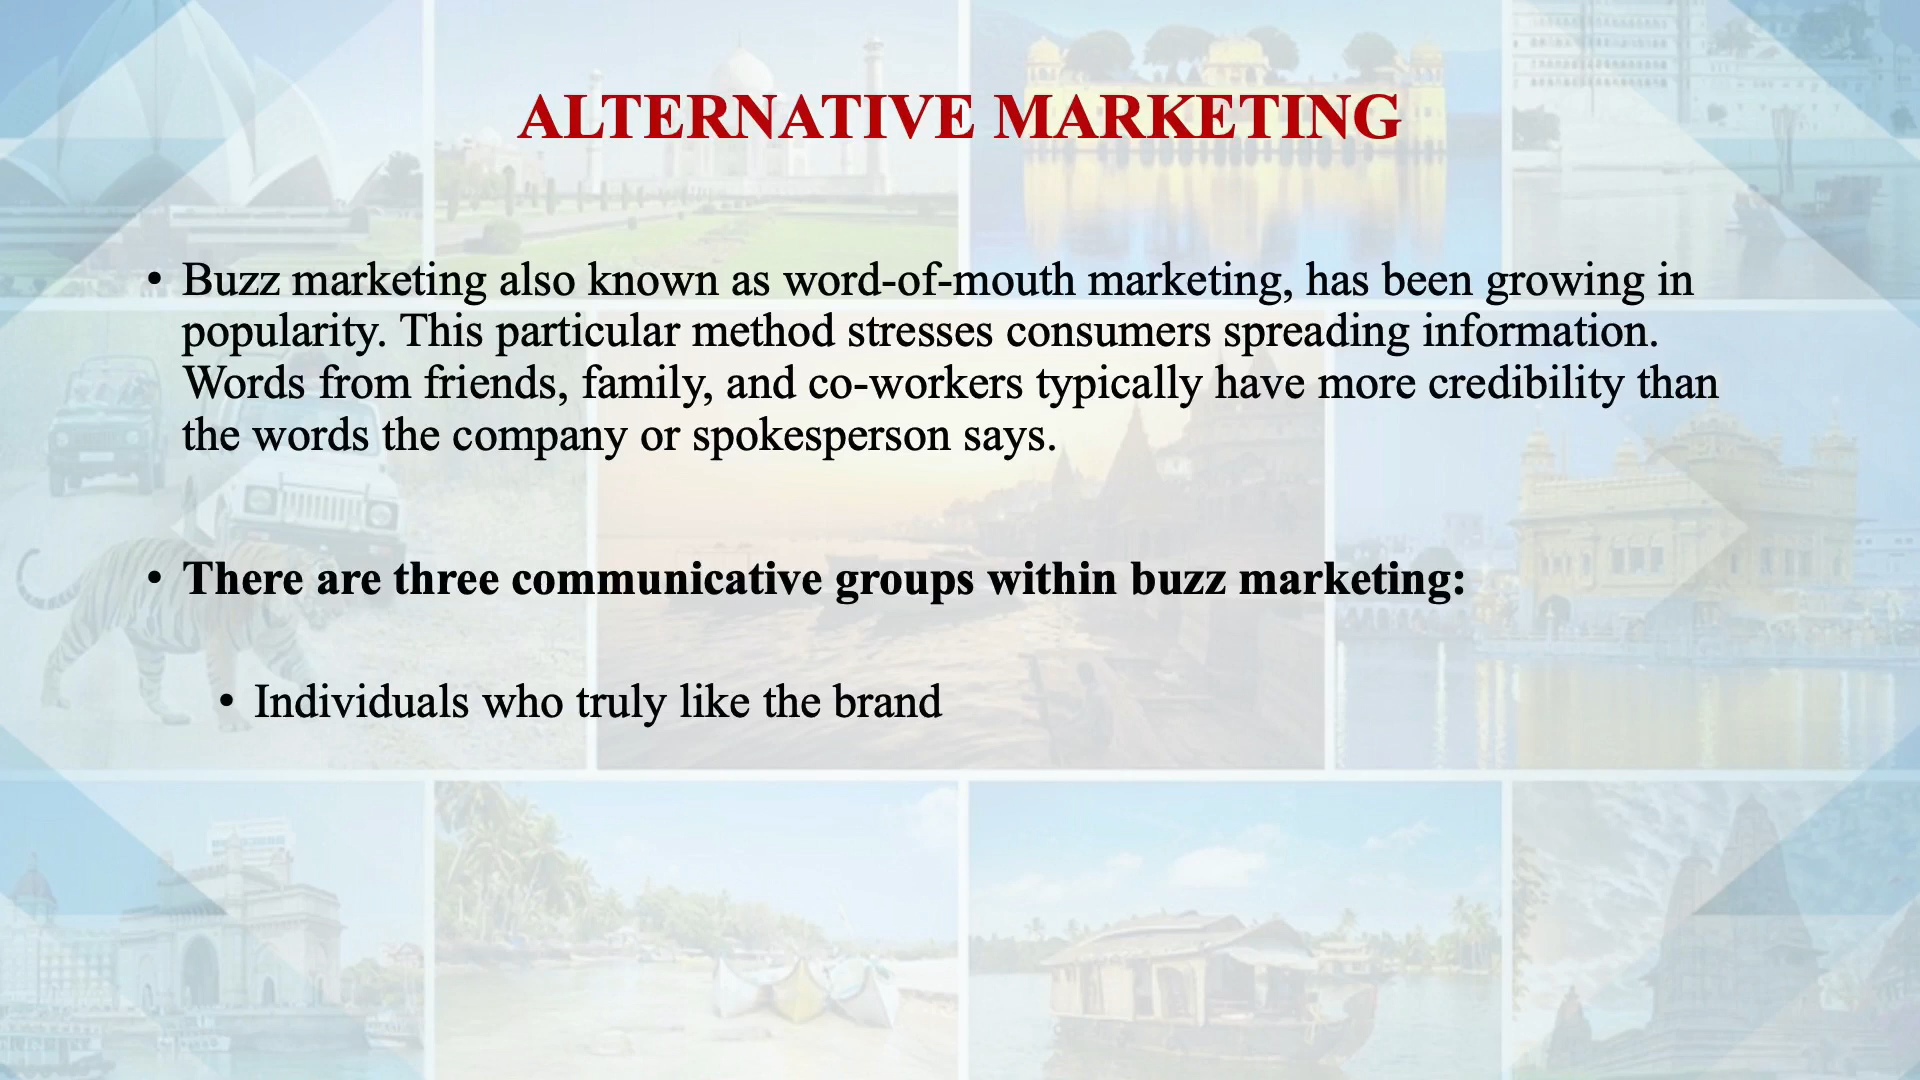 ALTERNATIVE MARKETING
• Buzz marketing also known as word-of-mouth marketing, has been growing in
popularity. This particular method stresses consumers spreading information.
Words from friends, family, and co-workers typically have more credibility than
the words the company or spokesperson says.
• There are three communicative groups within buzz marketing:
• Individuals who truly like the brand